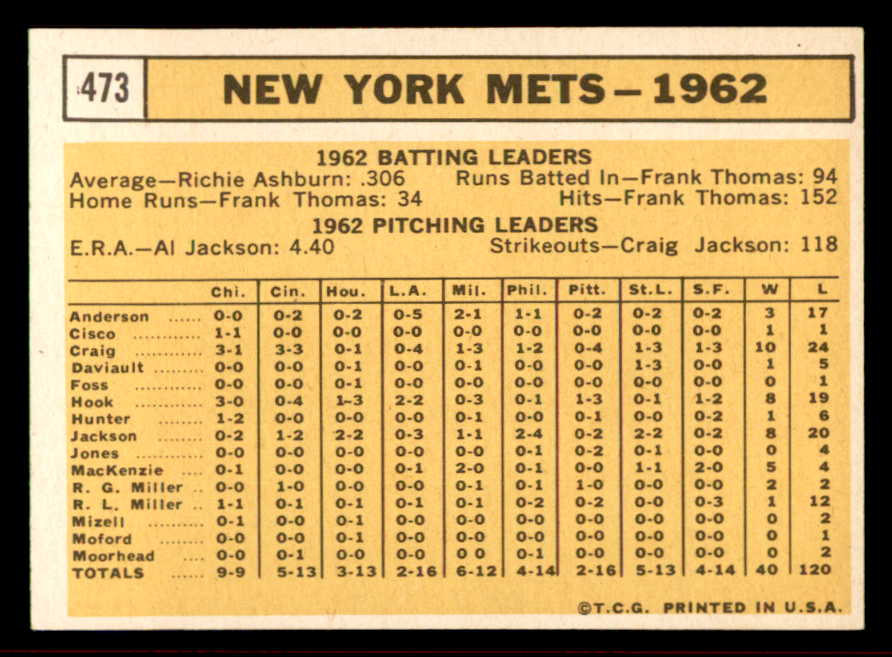 473
NEW YORK METS – 1962
1962 BATTING LEADERS
Average—Richie Ashburn: .306 Runs Batted In—Frank Thomas: 94
Home Runs—Frank Thomas: 34 Hits—Frank Thomas: 152
1962 PITCHING LEADERS
E.R.A.—Al Jackson: 4.40 Strikeouts—Craig Jackson: 118
Chi. Cin. Hou. L.A. Mil. Phil. Pitt. St.L. S.F. W L
Anderson ...... 0-0 0-2 0-2 0-5 2-1 1-1 0-2 0-2 0-2 3 17
Cisco ............ 1-1 0-0 0-0 0-0 0-0 0-0 0-0 0-0 0-0 1 1
Craig ............ 3-1 3-3 0-1 0-4 1-3 1-2 0-4 1-3 1-3 10 24
Daviault ......... 0-0 0-0 0-1 0-0 0-1 0-0 0-0 1-3 0-0 1 5
Foss ............ 0-0 0-0 0-1 0-0 0-0 0-0 0-0 0-0 0-0 0 1
Hook ............ 3-0 0-4 1-3 2-2 0-3 0-1 1-3 0-1 1-2 8 19
Hunter ........ 1-2 0-0 0-0 0-0 0-1 0-0 0-1 0-0 0-2 1 6
Jackson ........ 0-2 1-2 2-2 0-3 1-1 2-4 0-2 2-2 0-2 8 20
Jones ............ 0-0 0-0 0-0 0-0 0-0 0-1 0-2 0-1 0-0 0 4
MacKenzie .... 0-1 0-0 0-0 0-1 2-0 0-1 0-0 1-1 2-0 5 4
R. G. Miller .. 0-0 1-0 0-0 0-1 0-1 0-1 1-0 0-0 0-0 2 2
R. L. Miller .. 1-1 0-1 0-1 0-1 0-1 0-2 0-2 0-0 0-3 1 12
Mizell .......... 0-1 0-0 0-1 0-0 0-0 0-0 0-0 0-0 0-0 0 2
Moford ........ 0-0 0-0 0-1 0-0 0-0 0-0 0-0 0-0 0-0 0 1
Moorhead .... 0-0 0-1 0-0 0-0 0 0 0-1 0-0 0-0 0-0 0 2
TOTALS ...... 9-9 5-13 3-13 2-16 6-12 4-14 2-16 5-13 4-14 40 120
©T.C.G. PRINTED IN U.S.A.